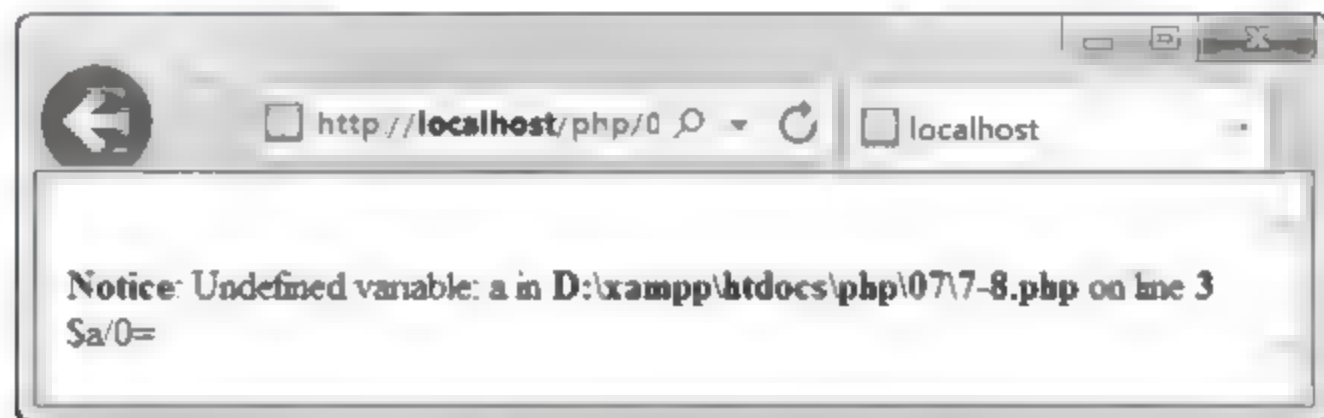 http://localhost/php/0
localhost
Notice: Undefined variable: a in D:\xampp\htdocs\php\07\7-8.php on line 3
$a/0=